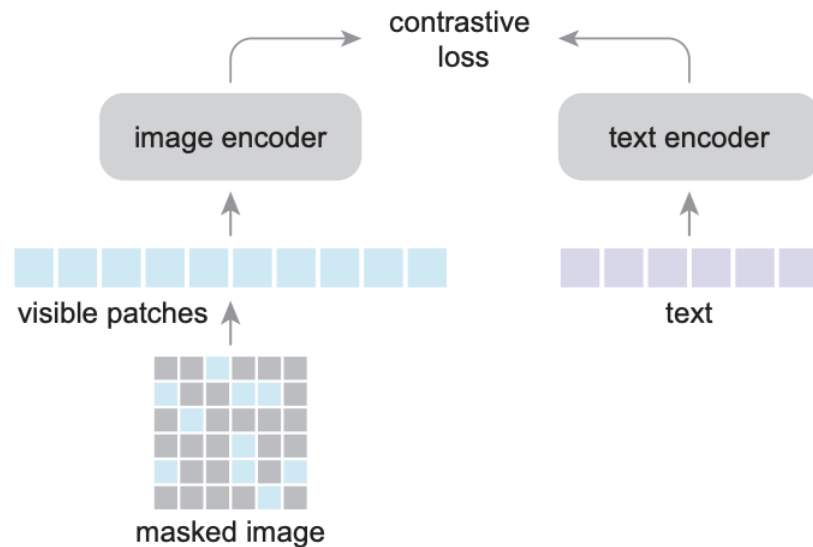 contrastive
loss
image encoder
text encoder
visible patches
text
masked image